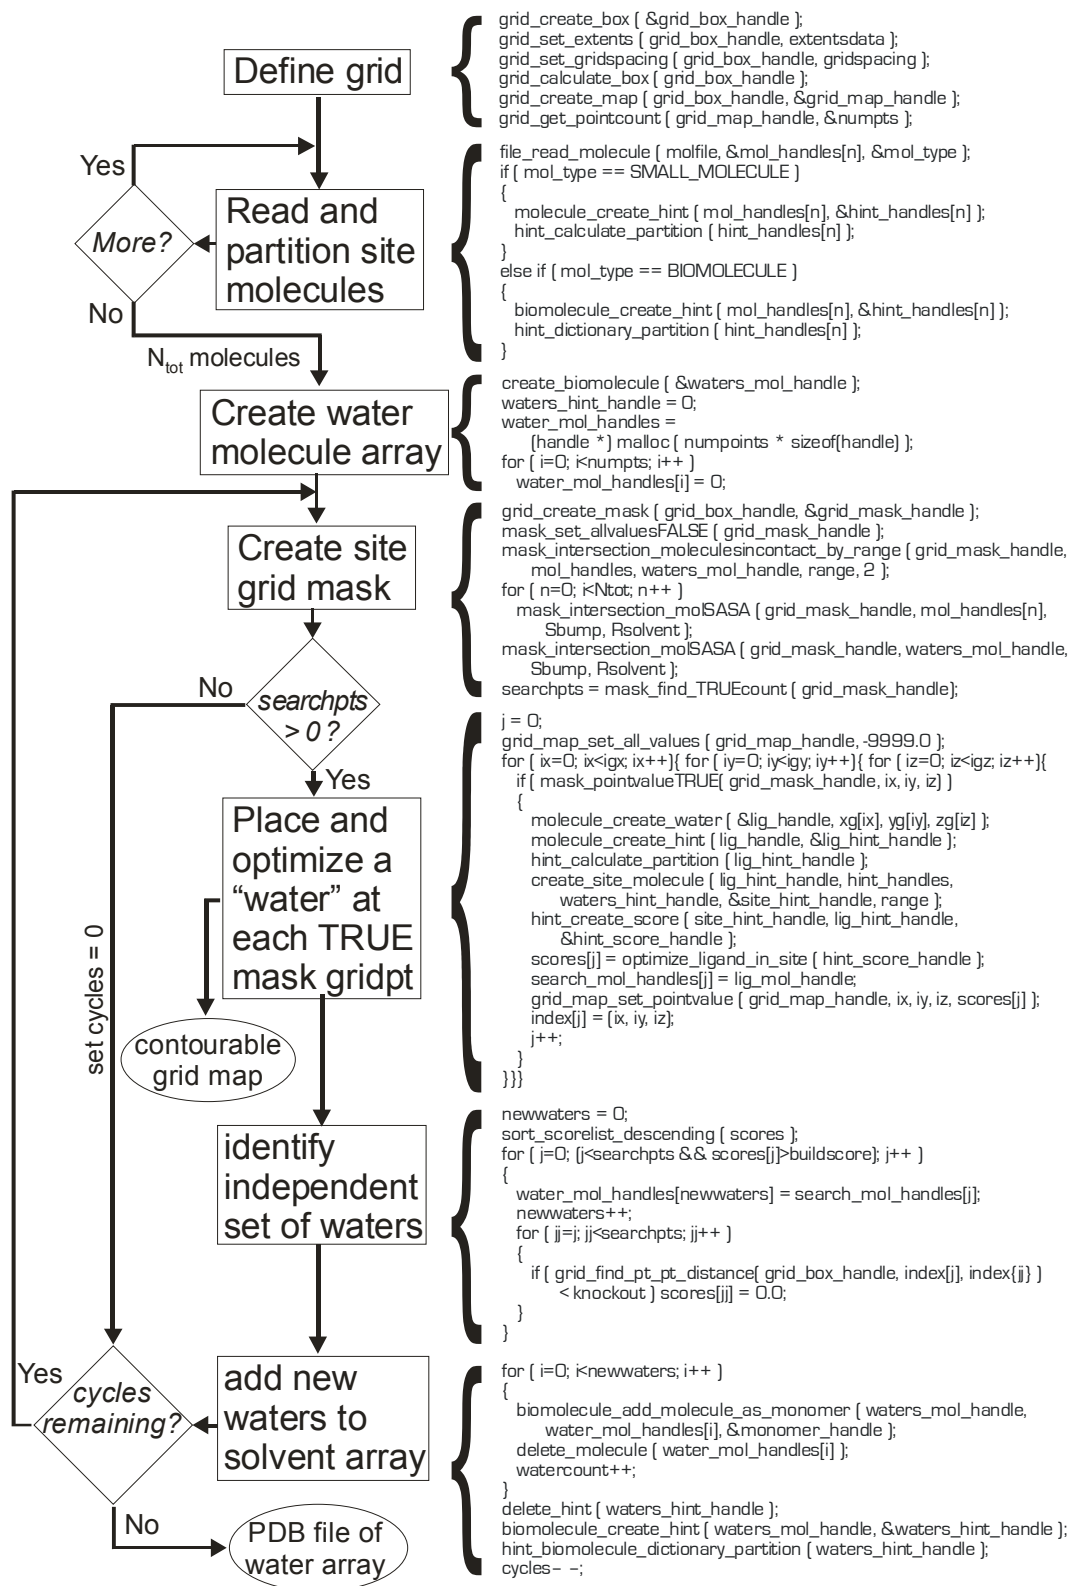 Define grid
grid_create_box ( &grid_box_handle );
grid_set_extents ( grid_box_handle, extentsdata );
grid_set_gridspacing ( grid_box_handle, gridspacing );
grid_calculate_box ( grid_box_handle );
grid_create_map ( grid_box_handle, &grid_map_handle );
grid_get_pointcount ( grid_map_handle, &numpts );
Yes
More?
No
Read and
partition site
molecules
file_read_molecule ( molfile, &mol_handles[n], &mol_type );
if ( mol_type == SMALL_MOLECULE )
{
molecule_create_hint ( mol_handles[n], &hint_handles[n] );
hint_calculate_partition ( hint_handles[n] );
}
else if ( mol_type == BIOMOLECULE )
{
biomolecule_create_hint ( mol_handles[n], &hint_handles[n] );
hint_dictionary_partition ( hint_handles[n] );
}
Ntot molecules
Create water
molecule array
create_biomolecule ( &waters_mol_handle );
waters_hint_handle = 0;
water_mol_handles =
(handle *) malloc ( numpoints * sizeof(handle) );
for ( i=0; i<numpts; i++ )
water_mol_handles[i] = 0;
Create site
grid mask
grid_create_mask ( grid_box_handle, &grid_mask_handle );
mask_set_allvaluesFALSE ( grid_mask_handle );
mask_intersection_moleculesincontact_by_range ( grid_mask_handle,
mol_handles, waters_mol_handle, range, 2 );
for ( n=0; i<Ntot; n++ )
mask_intersection_molSASA ( grid_mask_handle, mol_handles[n],
Sbump, Rsolvent );
mask_intersection_molSASA ( grid_mask_handle, waters_mol_handle,
Sbump, Rsolvent );
searchpts = mask_find_TRUEcount ( grid_mask_handle);
No
searchpts
> 0?
Yes
set cycles = 0
Place and
optimize a
“water” at
each TRUE
mask gridpt
contourable
grid map
j = 0;
grid_map_set_all_values ( grid_map_handle, -9999.0 );
for ( ix=0; ix<igx; ix++){ for ( iy=0; iy<igy; iy++){ for ( iz=0; iz<igz; iz++){
if ( mask_pointvalueTRUE( grid_mask_handle, ix, iy, iz) )
{
molecule_create_water ( &lig_handle, xg[ix], yg[iy], zg[iz] );
molecule_create_hint ( lig_handle, &lig_hint_handle );
hint_calculate_partition ( lig_hint_handle );
create_site_molecule ( lig_hint_handle, hint_handles,
waters_hint_handle, &site_hint_handle, range );
hint_create_score ( site_hint_handle, lig_hint_handle,
&hint_score_handle );
scores[j] = optimize_ligand_in_site ( hint_score_handle );
search_mol_handles[j] = lig_mol_handle;
grid_map_set_pointvalue ( grid_map_handle, ix, iy, iz, scores[j] );
index[j] = (ix, iy, iz);
j++;
}
}}}
identify
independent
set of waters
newwaters = 0;
sort_scorelist_descending ( scores );
for ( j=0; (j<searchpts && scores[j]>buildscore); j++ )
{
water_mol_handles[newwaters] = search_mol_handles[j];
newwaters++;
for ( jj=j; jj<searchpts; jj++ )
{
if ( grid_find_pt_pt_distance( grid_box_handle, index[j], index{jj} )
< knockout ) scores[jj] = 0.0;
}
}
Yes
cycles
remaining?
No
add new
waters to
solvent array
PDB file of
water array
for ( i=0; i<newwaters; i++ )
{
biomolecule_add_molecule_as_monomer ( waters_mol_handle,
water_mol_handles[i], &monomer_handle );
delete_molecule ( water_mol_handles[i] );
watercount++;
}
delete_hint ( waters_hint_handle );
biomolecule_create_hint ( waters_mol_handle, &waters_hint_handle );
hint_biomolecule_dictionary_partition ( waters_hint_handle );
cycles– –;